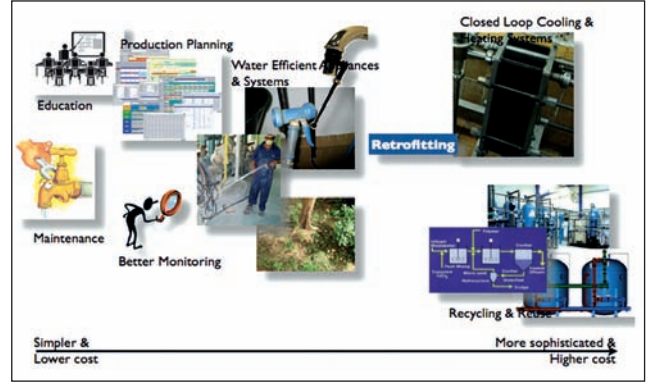 Closed Loop Cooling &
Heating Systems
Production Planning
Water Efficient Appliances
& Systems
Education
Retrofitting
Maintenance
Better Monitoring
Recycling & Reuse
Simpler &
Lower cost
More sophisticated &
Higher cost